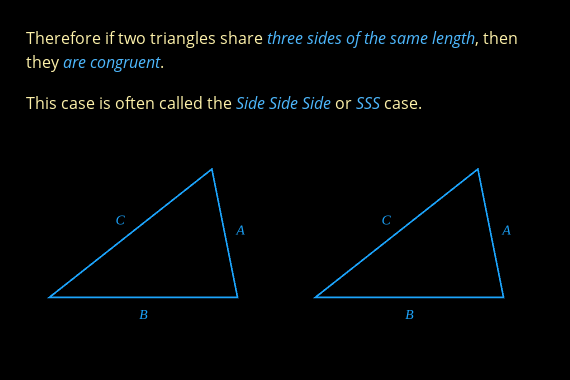 Therefore if two triangles share three sides of the same length, then
they are congruent.
This case is often called the Side Side Side or SSS case.
C
A
B
C
A
B